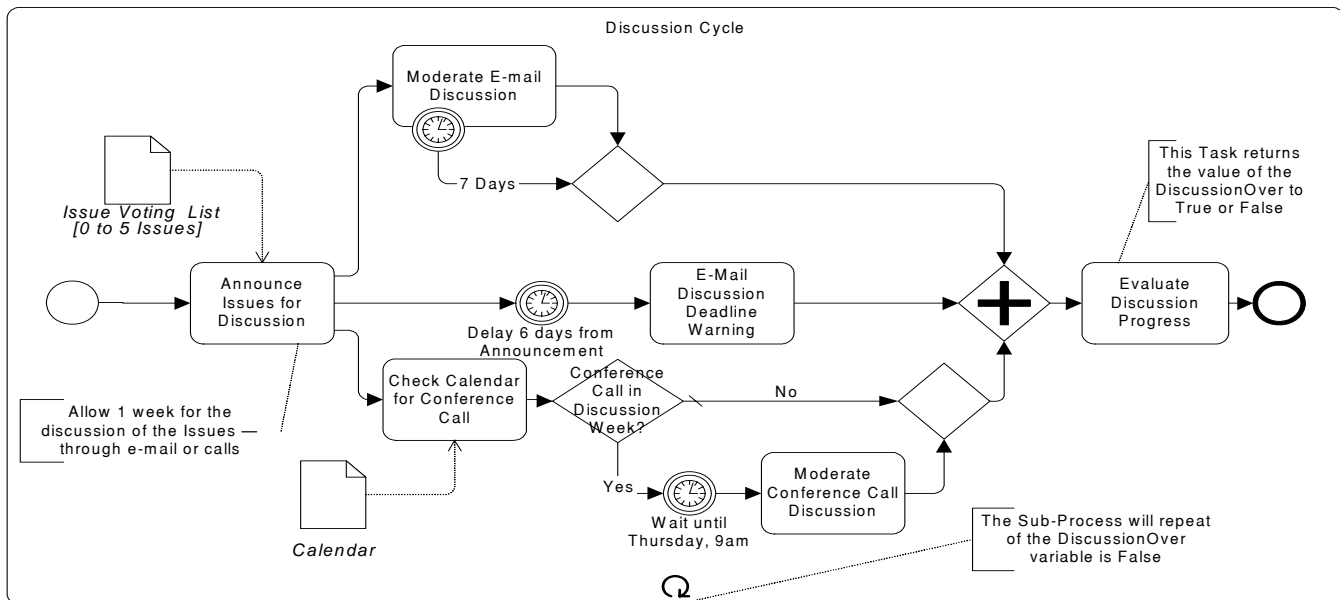 Discussion Cycle
Moderate E-mail
Discussion
7 Days
This Task returns
the value of the
DiscussionOver to
True or False
Issue Voting List
[0 to 5 Issues]
Announce
Issues for
Discussion
Delay 6 days from
Announcement
E-Mail
Discussion
Deadline
Warning
Evaluate
Discussion
Progress
Allow 1 week for the
discussion of the Issues —
through e-mail or calls
Check Calendar
for Conference
Call
Conference
Call in
Discussion
Week?
No
Yes
Calendar
Wait until
Thursday, 9am
Moderate
Conference Call
Discussion
The Sub-Process will repeat
of the DiscussionOver
variable is False